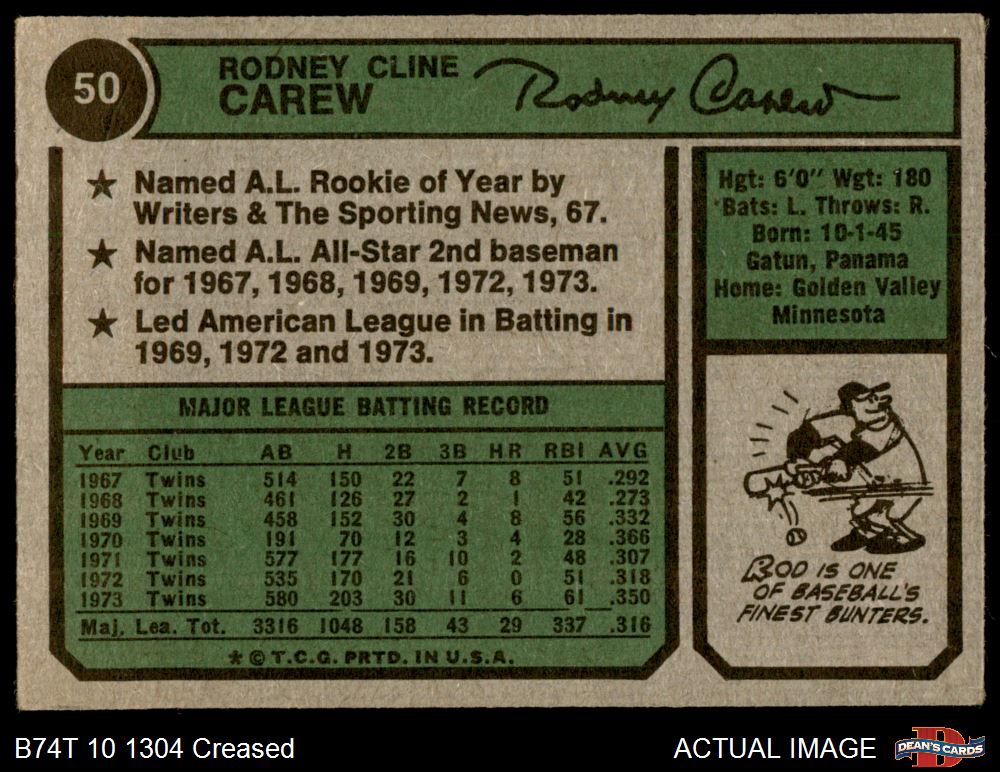 50
RODNEY CLINE
CAREW
Rodney Carew
★ Named A.L. Rookie of Year by
Writers & The Sporting News, 67.
★ Named A.L. All-Star 2nd baseman
for 1967, 1968, 1969, 1972, 1973.
★ Led American League in Batting in
1969, 1972 and 1973.
Hgt: 6'0" Wgt: 180
Bats: L. Throws: R.
Born: 10-1-45
Gatun, Panama
Home: Golden Valley
Minnesota
MAJOR LEAGUE BATTING RECORD
Year Club AB H 2B 3B HR RBI AVG
1967 Twins 514 150 22 7 8 51 .292
1968 Twins 461 126 27 2 1 42 .273
1969 Twins 458 152 30 4 8 56 .332
1970 Twins 191 70 12 3 4 28 .366
1971 Twins 577 177 16 10 2 48 .307
1972 Twins 535 170 21 6 0 51 .318
1973 Twins 580 203 30 11 6 61 .350
Maj. Lea. Tot. 3316 1048 158 43 29 337 .316
* © T.C.G. PRTD. IN U.S.A.
ROD IS ONE
OF BASEBALL'S
FINEST BUNTERS.
B74T 10 1304 Creased
ACTUAL IMAGE
DEAN'S CARDS